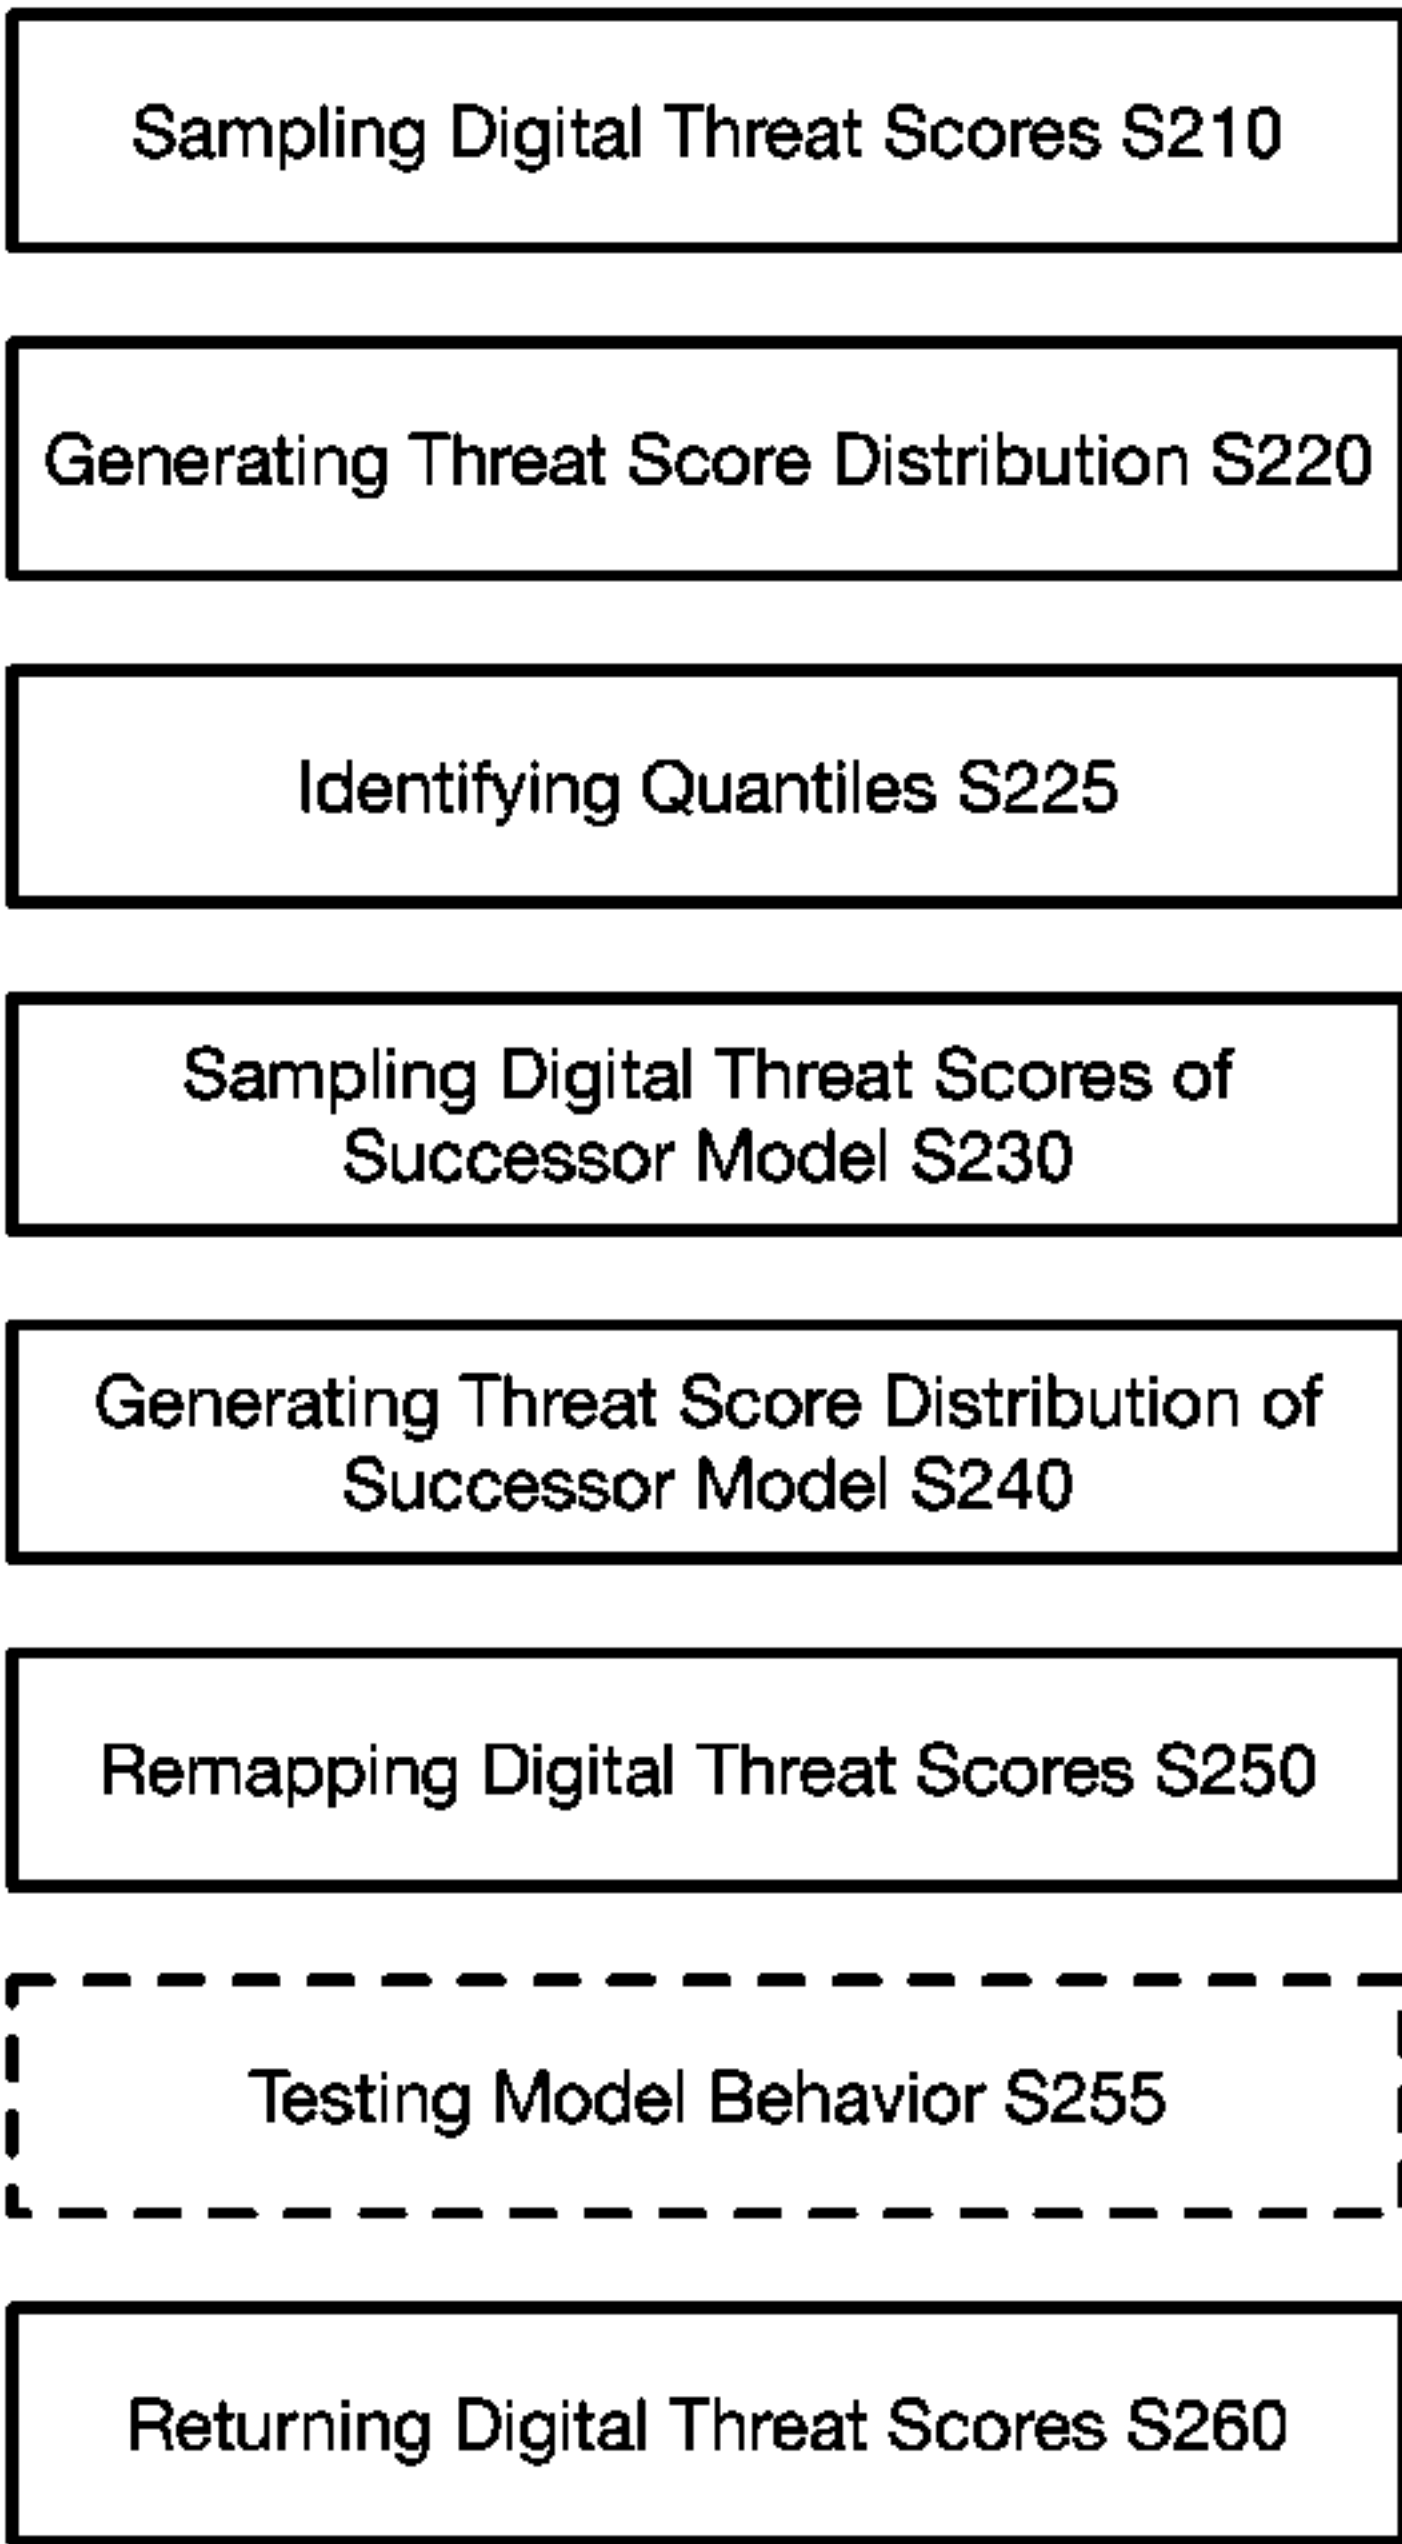 Sampling Digital Threat Scores S210
Generating Threat Score Distribution S220
Identifying Quantiles S225
Sampling Digital Threat Scores of
Successor Model S230
Generating Threat Score Distribution of
Successor Model S240
Remapping Digital Threat Scores S250
Testing Model Behavior S255
Returning Digital Threat Scores S260